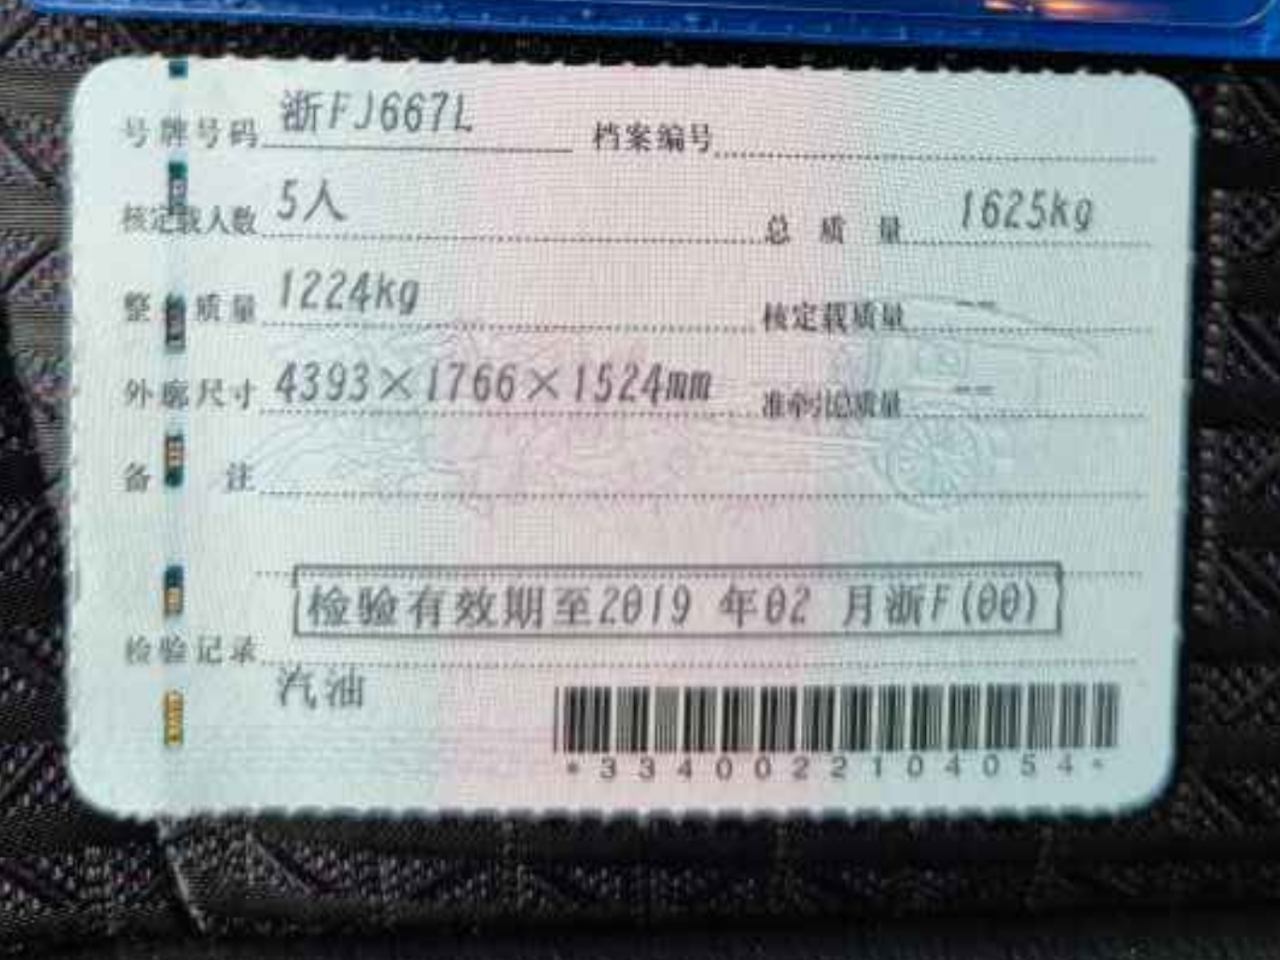 号牌号码 浙FJ667L 档案编号
核定载人数 5人 总质量 1625kg
整备质量 1224kg 核定载质量 --
外廓尺寸 4393×1766×1524mm 准牵引总质量 --
备注
检验有效期至2019 年02 月浙F(00)
检验记录
汽油
*3340022104054*